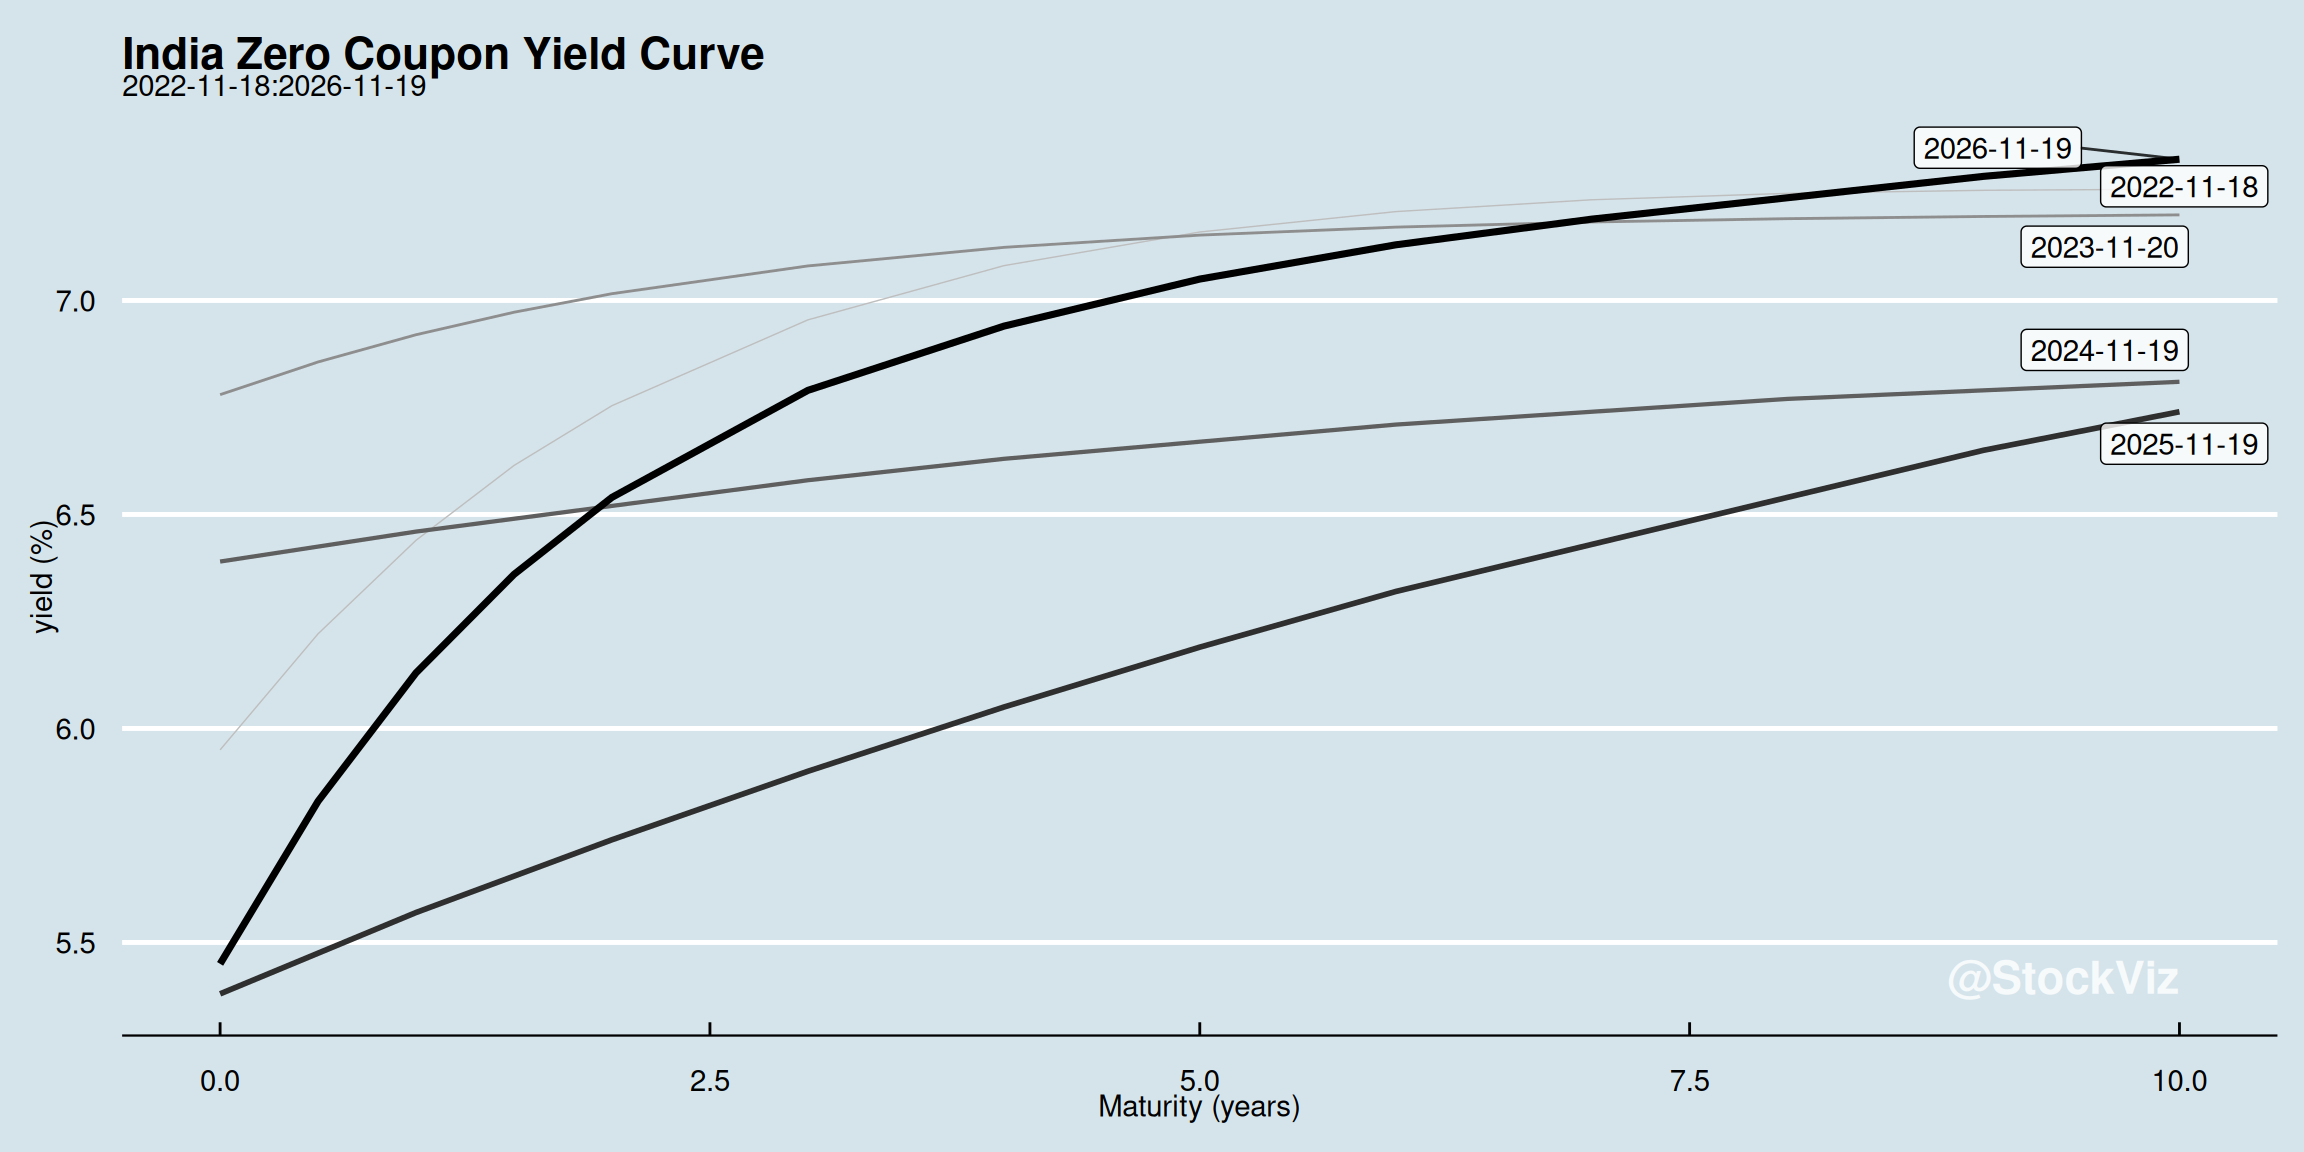 India Zero Coupon Yield Curve
2022-11-18:2026-11-19
2026-11-19
2022-11-18
2023-11-20
2024-11-19
2025-11-19
7.0
6.5
6.0
5.5
yield (%)
@StockViz
0.0 2.5 5.0 7.5 10.0
Maturity (years)